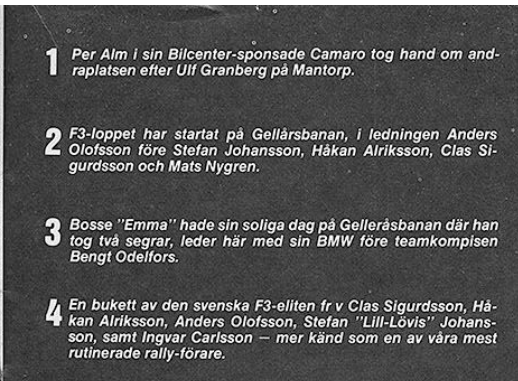 1 Per Alm i sin Bilcenter-sponsade Camaro tog hand om and-
raplatsen efter Ulf Granberg på Mantorp.
2 F3-loppet har startat på Gellårsbanan, i ledningen Anders
Olofsson före Stefan Johansson, Håkan Alriksson, Clas Si-
gurdsson och Mats Nygren.
3 Bosse "Emma" hade sin soliga dag på Gelleråsbanan där han
tog två segrar, leder här med sin BMW före teamkompisen
Bengt Odelfors.
4 En bukett av den svenska F3-eliten fr v Clas Sigurdsson, Hå-
kan Alriksson, Anders Olofsson, Stefan "Lill-Lövis" Johans-
son, samt Ingvar Carlsson — mer känd som en av våra mest
rutinerade rally-förare.